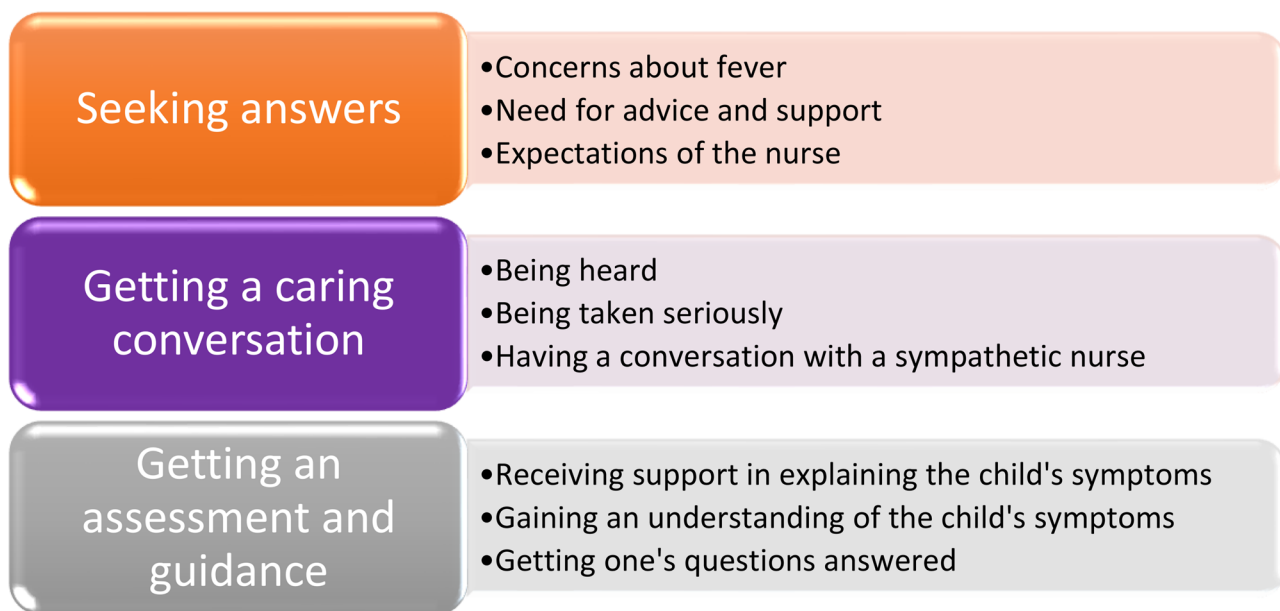 Seeking answers
•Concerns about fever
•Need for advice and support
•Expectations of the nurse
Getting a caring
conversation
•Being heard
•Being taken seriously
•Having a conversation with a sympathetic nurse
Getting an
assessment and
guidance
•Receiving support in explaining the child's symptoms
•Gaining an understanding of the child's symptoms
•Getting one's questions answered